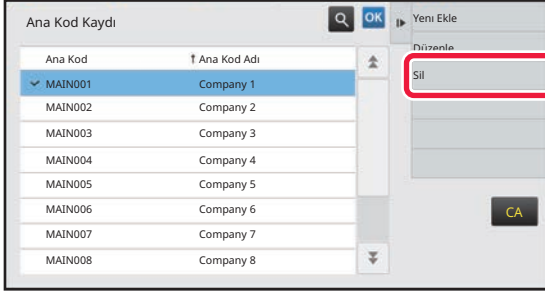 Ana Kod Kaydı
OK
Yeni Ekle
Düzenle
Sil
Ana Kod ↑ Ana Kod Adı
MAIN001 Company 1
MAIN002 Company 2
MAIN003 Company 3
MAIN004 Company 4
MAIN005 Company 5
MAIN006 Company 6
MAIN007 Company 7
MAIN008 Company 8
CA